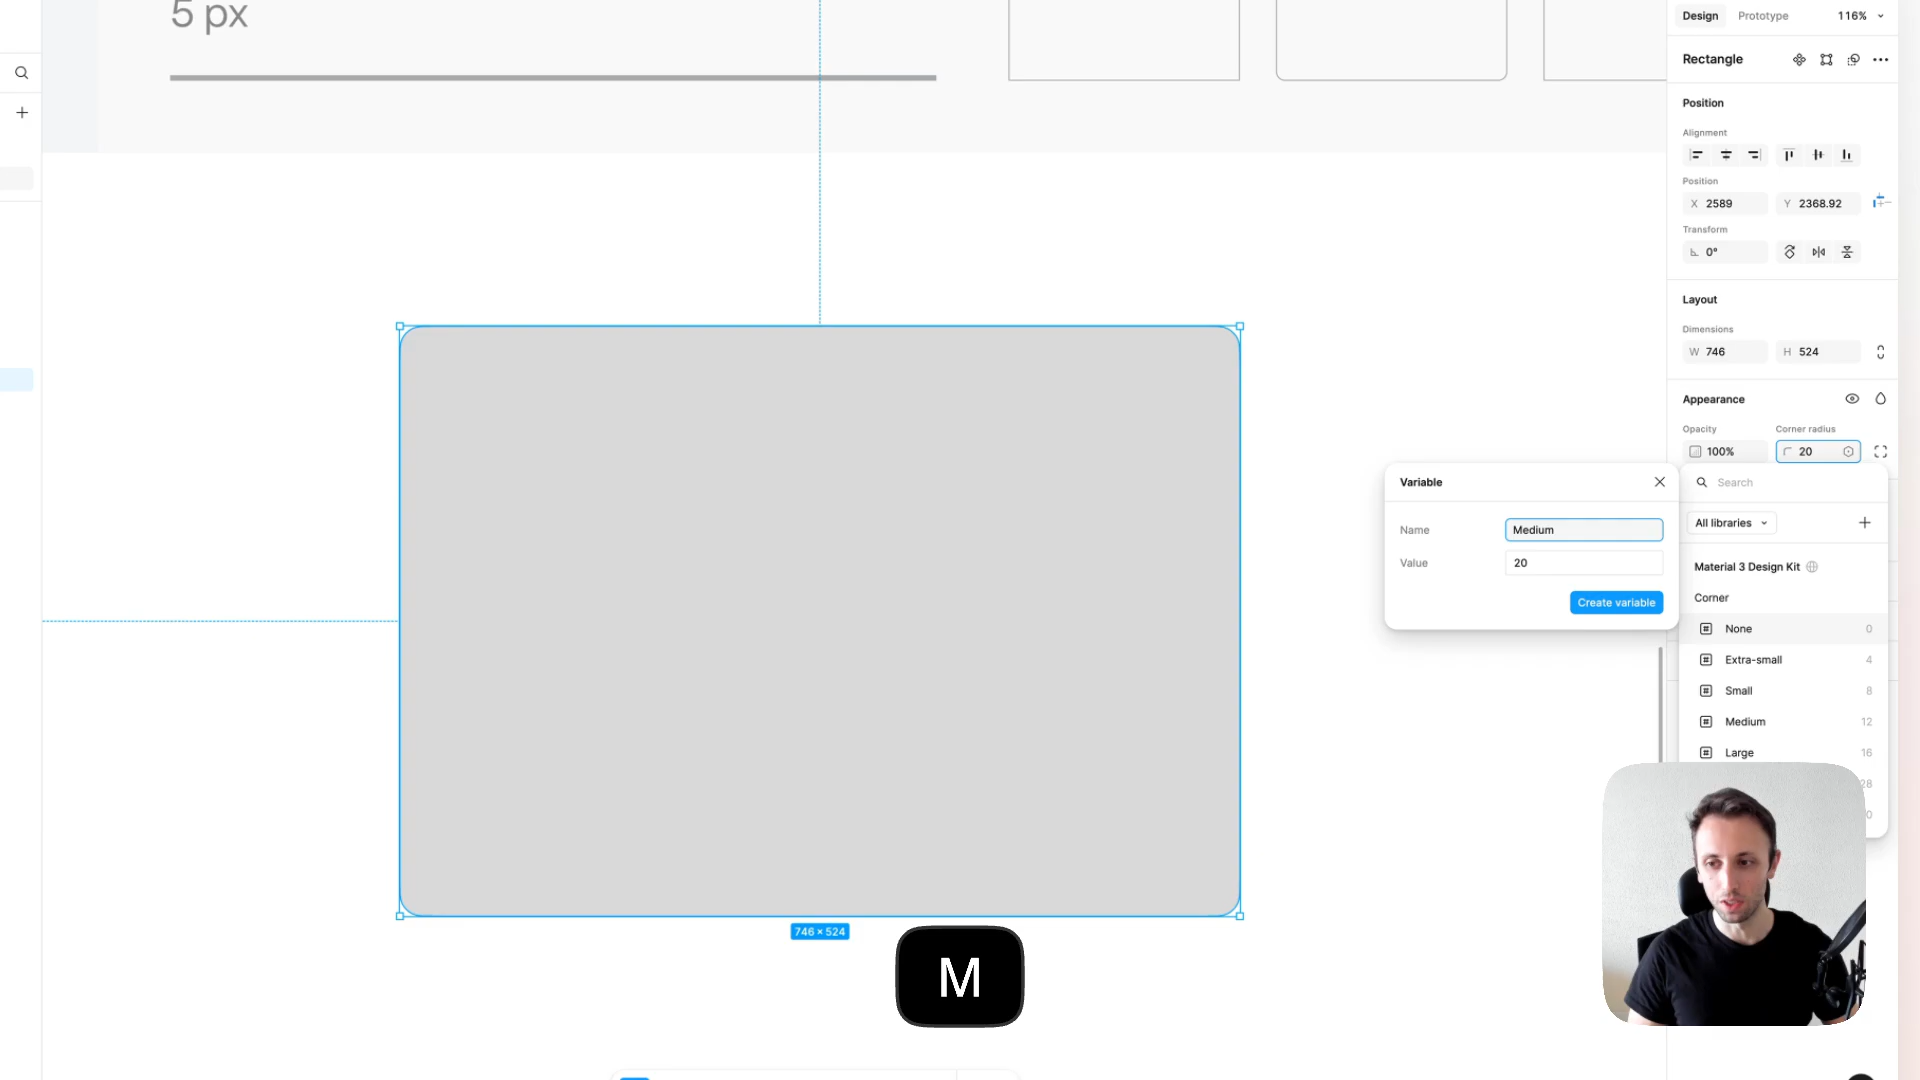 5 px
Design Prototype 116%
Rectangle
Position
Alignment
Position
X 2589 Y 2368.92
Transform
0°
Layout
Dimensions
W 746 H 524
Appearance
Opacity Corner radius
100% 20
Variable
Name Medium
Value 20
Create variable
Search
All libraries
Material 3 Design Kit
Corner
None 0
Extra-small 4
Small 8
Medium 12
Large 16
28
746 × 524
M